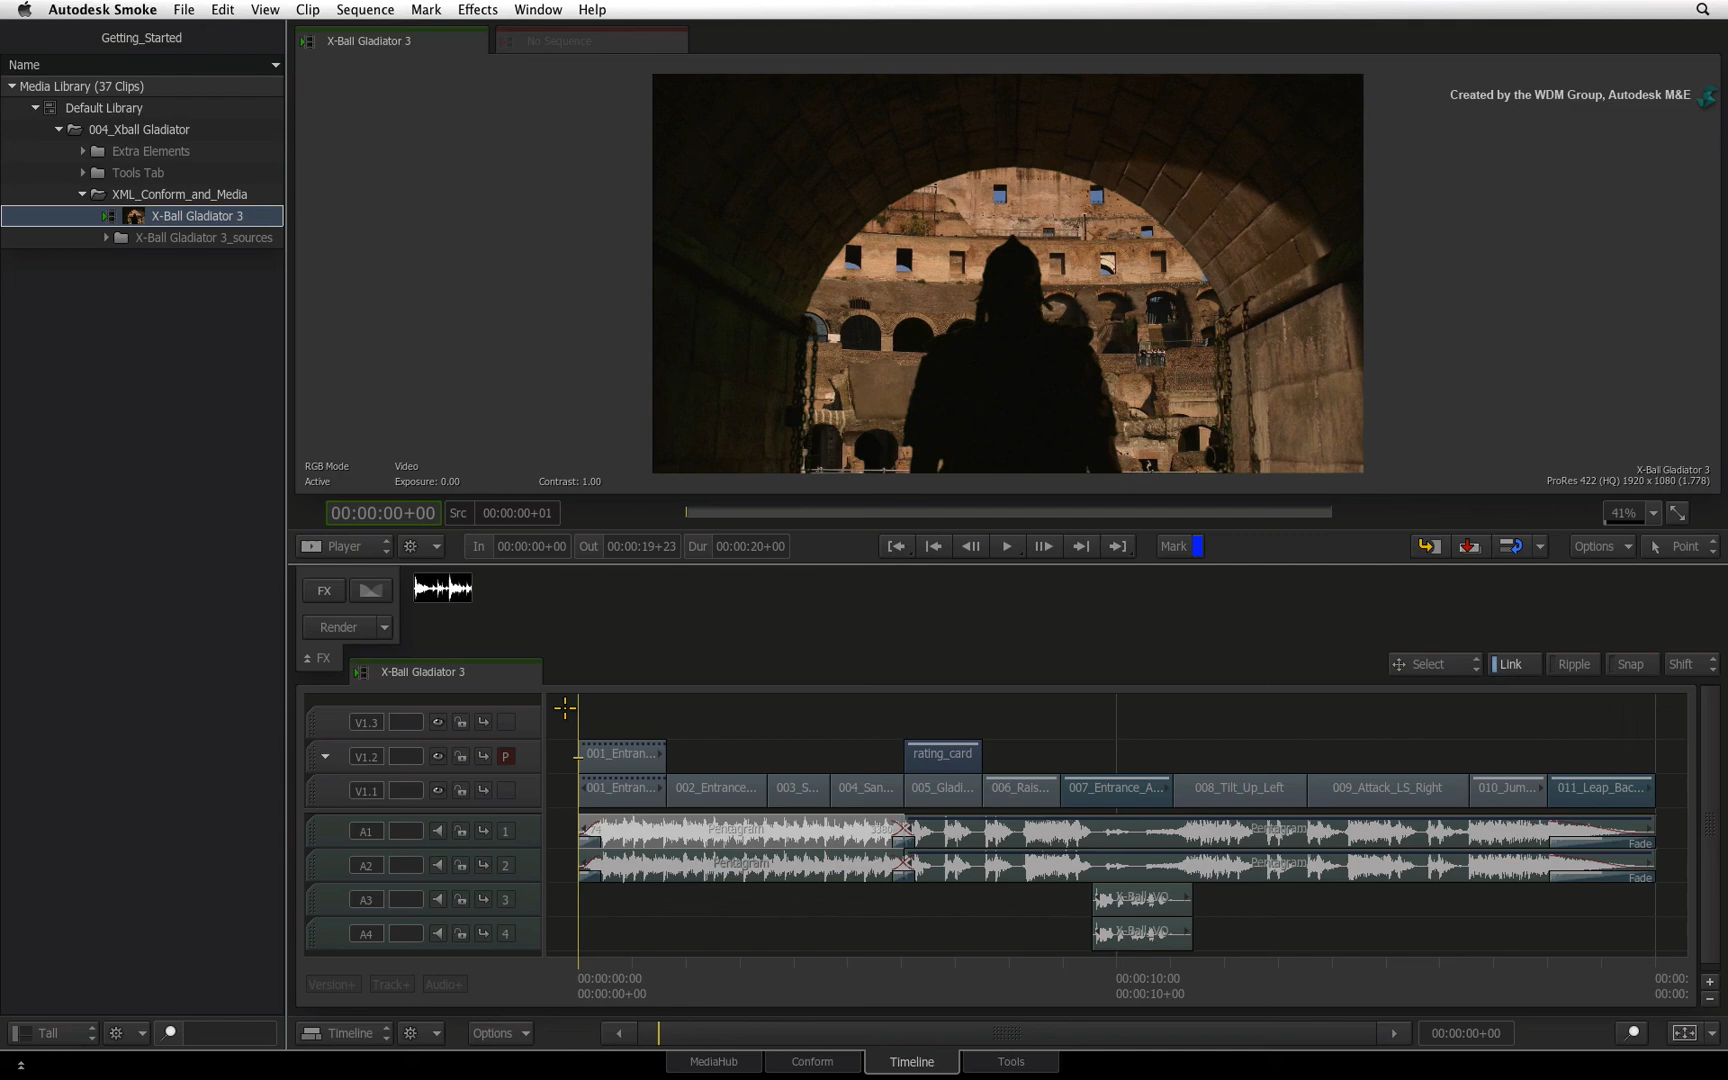 Autodesk Smoke File Edit View Clip Sequence Mark Effects Window Help
Getting_Started
X-Ball Gladiator 3
No Sequence
Name
Media Library (37 Clips)
Default Library
004_Xball Gladiator
Extra Elements
Tools Tab
XML_Conform_and_Media
X-Ball Gladiator 3
X-Ball Gladiator 3_sources
Created by the WDM Group, Autodesk M&E
RGB Mode Video
Active Exposure: 0.00 Contrast: 1.00
X-Ball Gladiator 3
ProRes 422 (HQ) 1920 x 1080 (1.778)
00:00:00+00 Src 00:00:00+01 41%
Player In 00:00:00+00 Out 00:00:19+23 Dur 00:00:20+00 Mark Options Point
FX
Render
FX
X-Ball Gladiator 3
Select Link Ripple Snap Shift
V1.3
V1.2 P 001_Entran... rating_card
V1.1 001_Entran... 002_Entrance... 003_S... 004_San... 005_Gladi... 006_Rais... 007_Entrance_A... 008_Tilt_Up_Left 009_Attack_LS_Right 010_Jum... 011_Leap_Bac...
A1 1 74 Pentagram Pentagram Fade
A2 2 Pentagram Pentagram Fade
A3 3 X-Ball_VO
A4 4 X-Ball_VO
00:00:00:00 00:00:10:00 00:00:
00:00:00+00 00:00:10+00 00:00:
Version+ Track+ Audio+
Tall Timeline Options 00:00:00+00
MediaHub Conform Timeline Tools